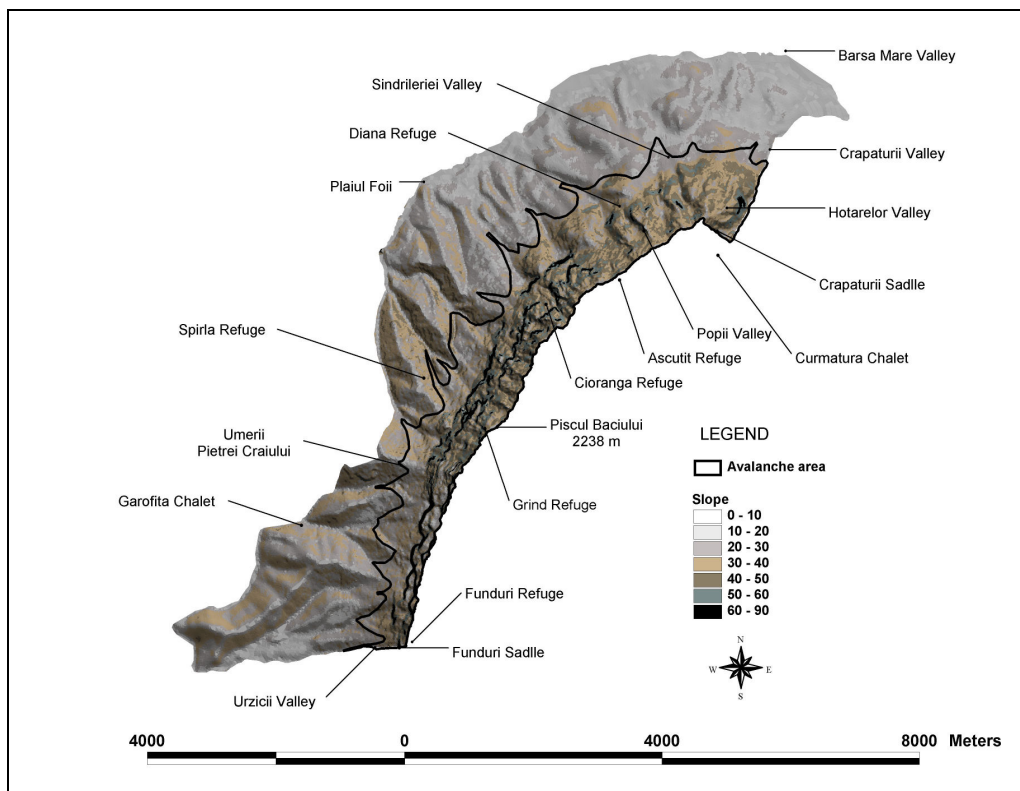 Barsa Mare Valley
Sindrileriei Valley
Diana Refuge
Crapaturii Valley
Plaiul Foii
Hotarelor Valley
Crapaturii Sadlle
Spirla Refuge
Popii Valley
Ascutit Refuge
Curmatura Chalet
Cioranga Refuge
Piscul Baciului
2238 m
Umerii
Pietrei Craiului
Garofita Chalet
Grind Refuge
LEGEND
Avalanche area
Slope
0 - 10
10 - 20
20 - 30
30 - 40
40 - 50
50 - 60
60 - 90
Funduri Refuge
Funduri Sadlle
Urzicii Valley
N
W E
S
4000 0 4000 8000 Meters